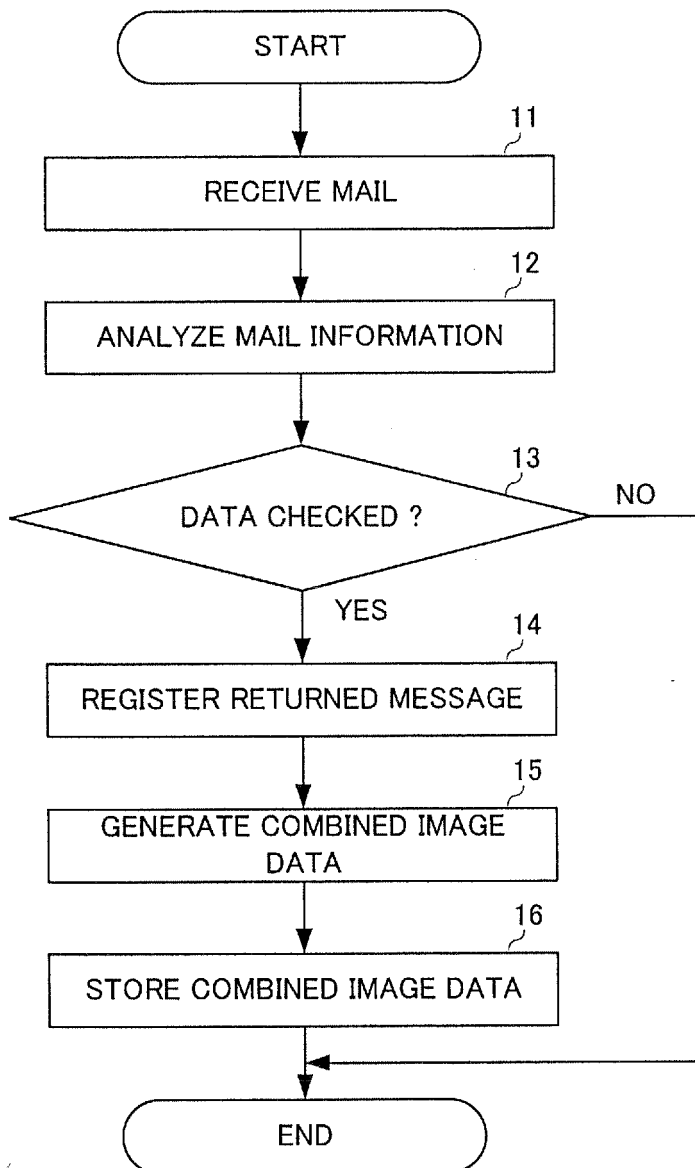 START
11
RECEIVE MAIL
12
ANALYZE MAIL INFORMATION
13
DATA CHECKED ?
NO
YES
14
REGISTER RETURNED MESSAGE
15
GENERATE COMBINED IMAGE
DATA
16
STORE COMBINED IMAGE DATA
END